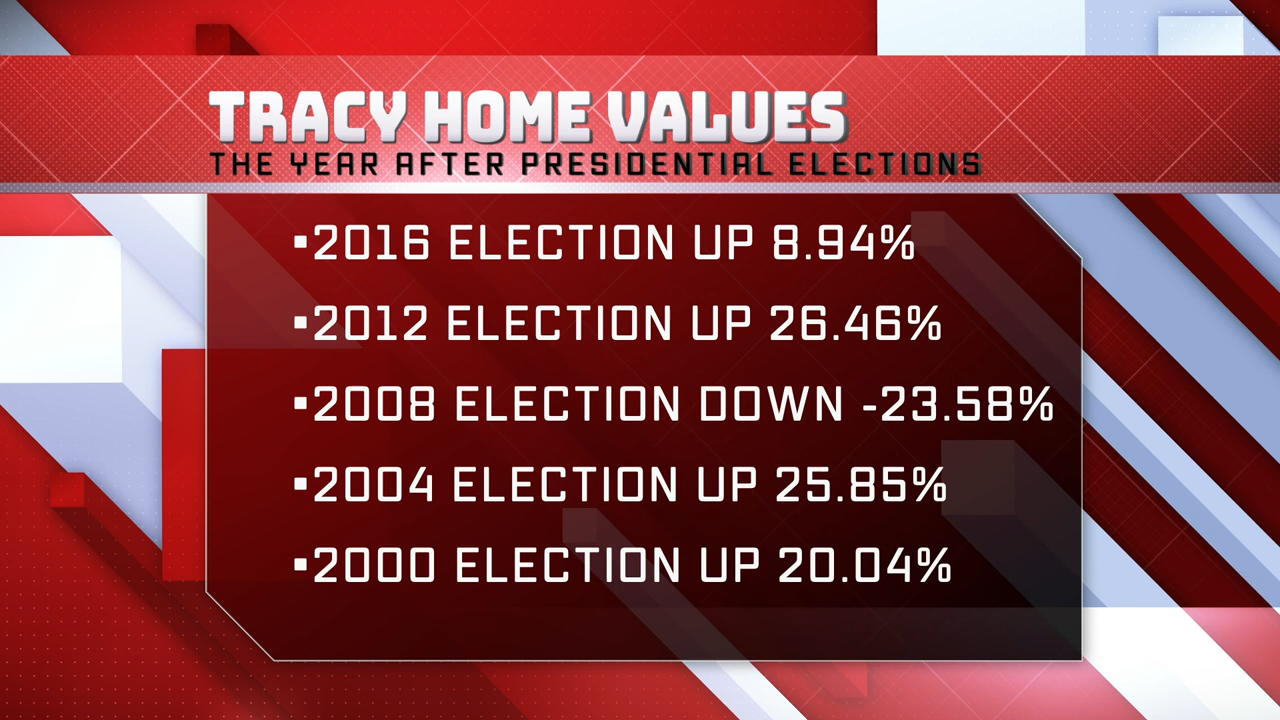 TRACY HOME VALUES
THE YEAR AFTER PRESIDENTIAL ELECTIONS
▪2016 ELECTION UP 8.94%
▪2012 ELECTION UP 26.46%
▪2008 ELECTION DOWN -23.58%
▪2004 ELECTION UP 25.85%
▪2000 ELECTION UP 20.04%